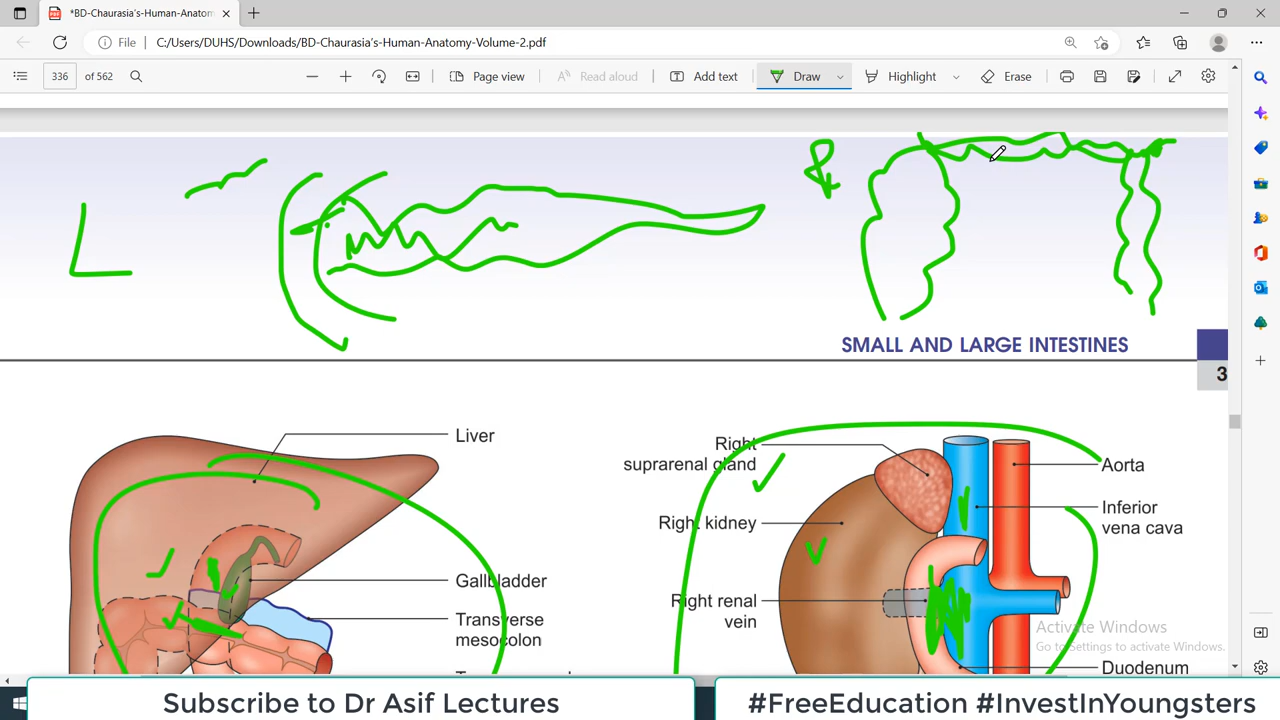 *BD-Chaurasia's-Human-Anatom
File C:/Users/DUHS/Downloads/BD-Chaurasia's-Human-Anatomy-Volume-2.pdf
336 of 562 Page view Read aloud Add text Draw Highlight Erase
L
&
SMALL AND LARGE INTESTINES
3
Liver
Gallbladder
Transverse
mesocolon
Right
suprarenal gland
Right kidney
Right renal
vein
Aorta
Inferior
vena cava
Duodenum
Activate Windows
Go to Settings to activate Windows.
Subscribe to Dr Asif Lectures
#FreeEducation #InvestInYoungsters